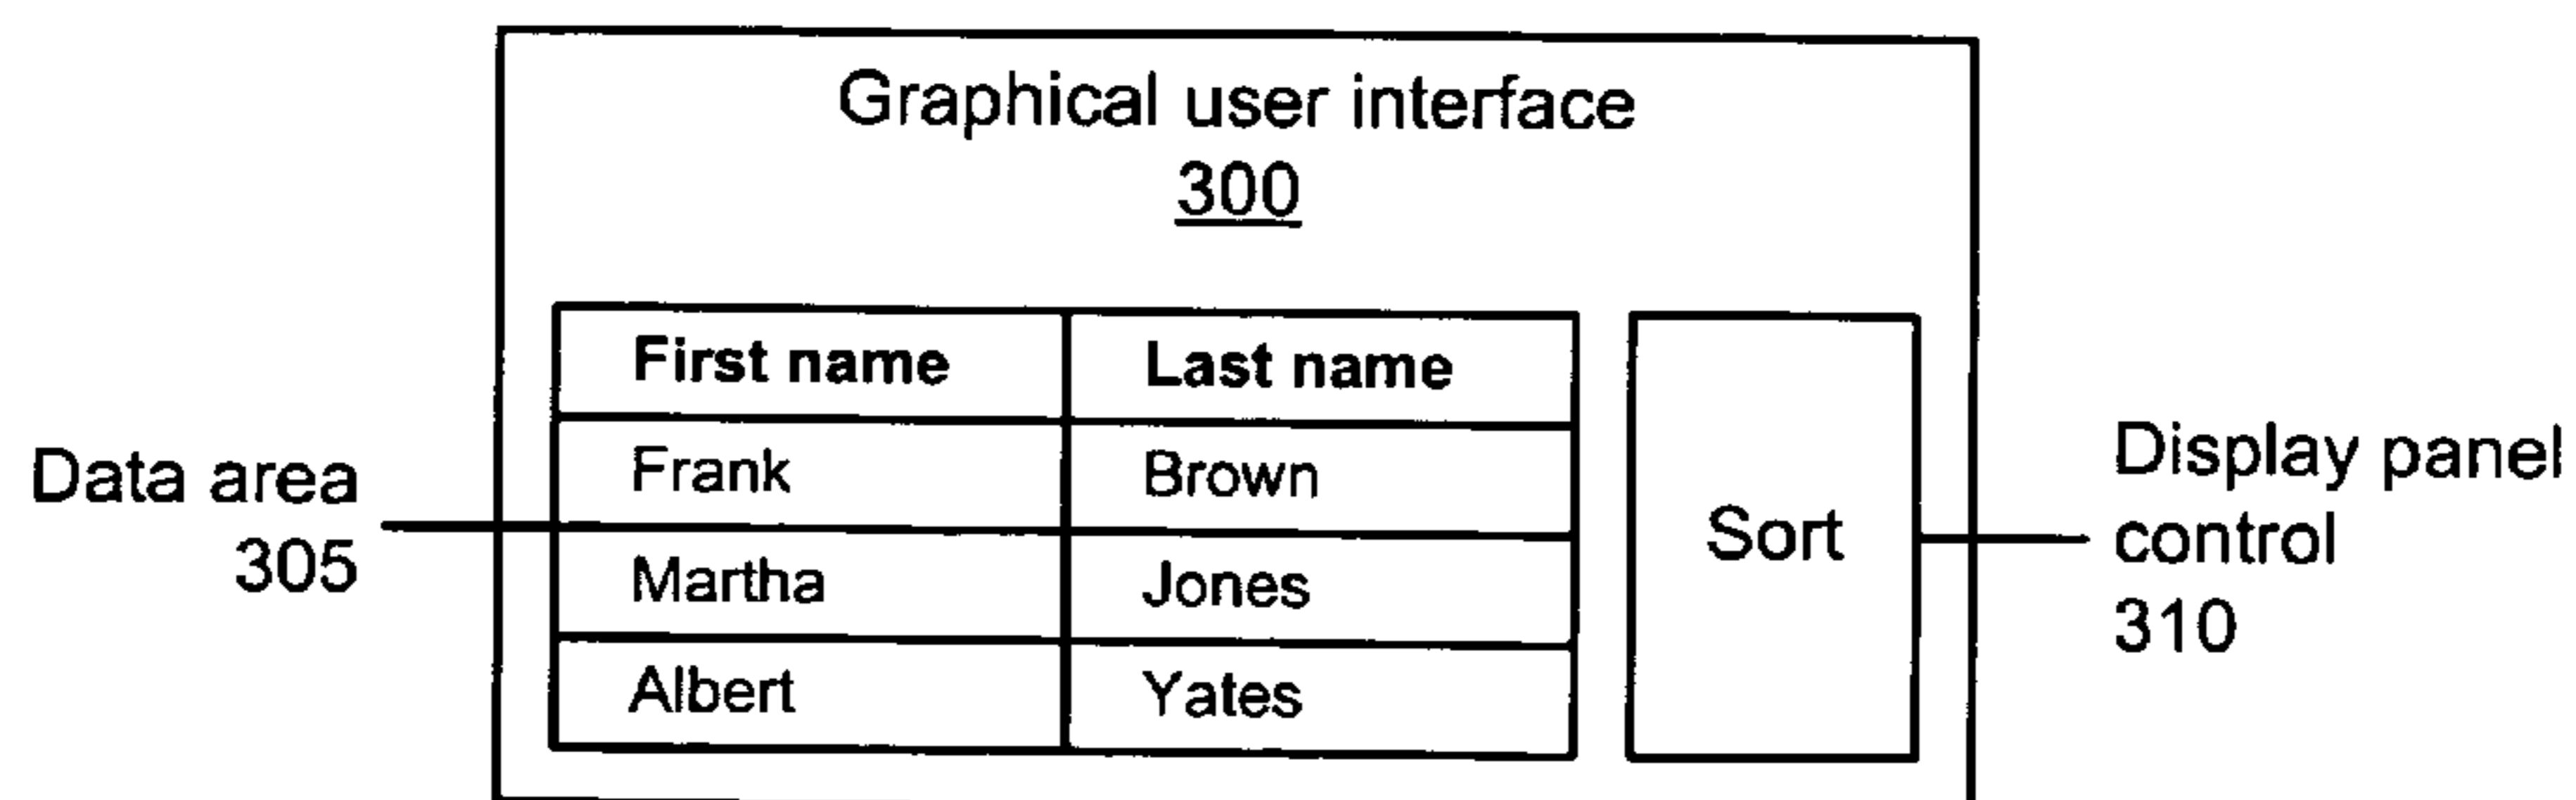 Graphical user interface
300
First name Last name
Frank Brown
Martha Jones
Albert Yates
Sort
Data area
305
Display panel
control
310